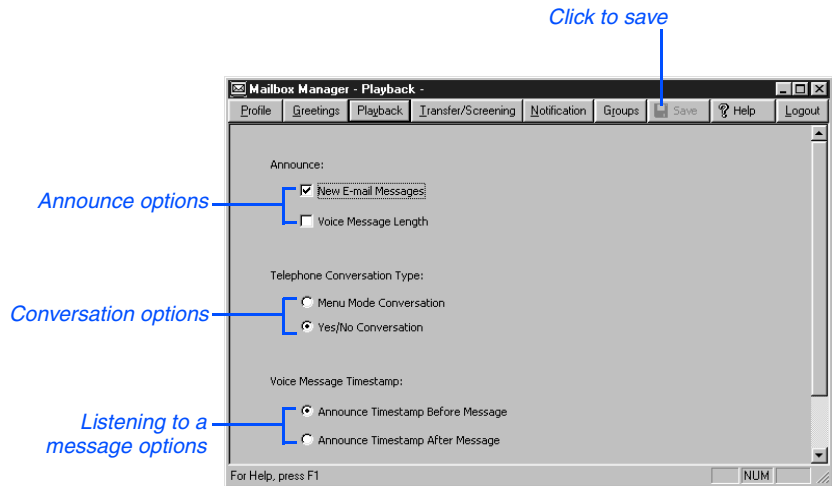 Click to save
Mailbox Manager - Playback -
Profile Greetings Playback Transfer/Screening Notification Groups Save Help Logout
Announce:
New E-mail Messages
Announce options
Voice Message Length
Telephone Conversation Type:
Menu Mode Conversation
Conversation options
Yes/No Conversation
Voice Message Timestamp:
Announce Timestamp Before Message
Listening to a
message options
Announce Timestamp After Message
For Help, press F1 NUM